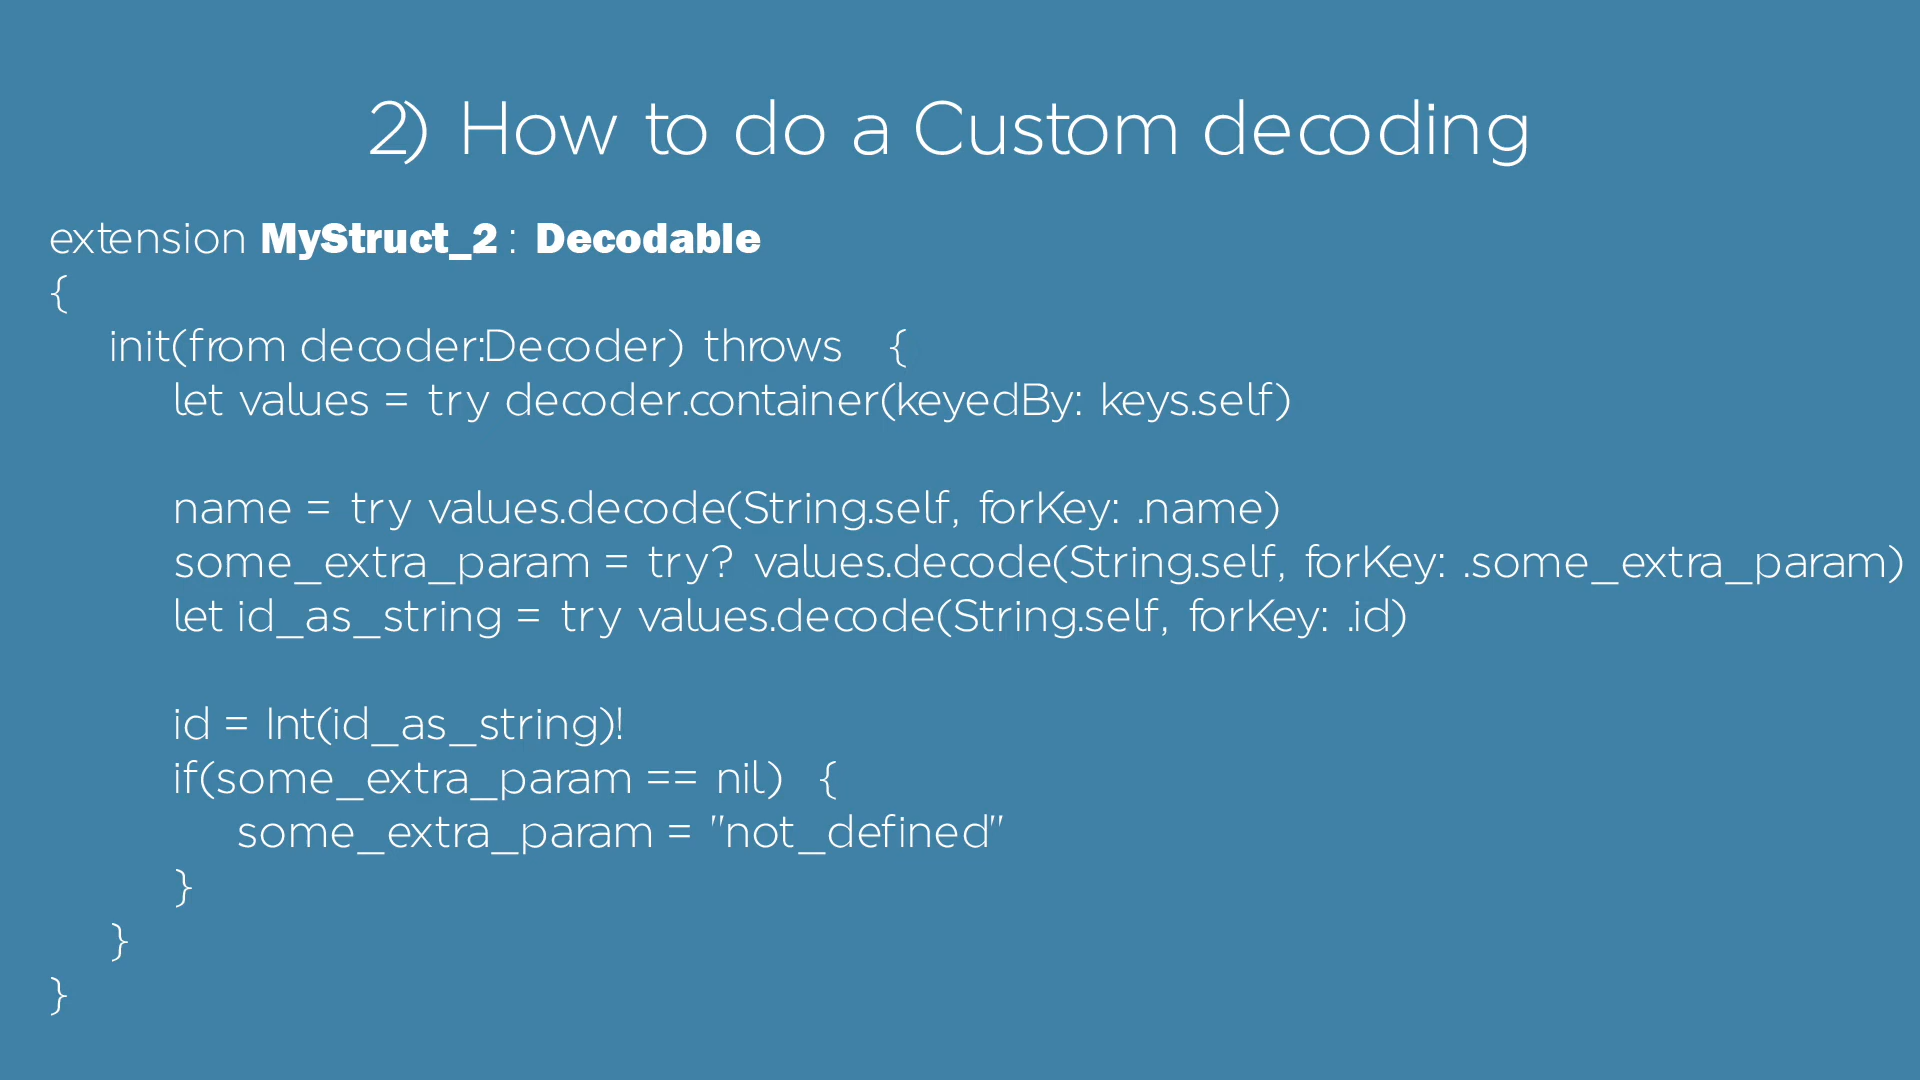 2) How to do a Custom decoding
extension MyStruct_2 : Decodable
{
init(from decoder:Decoder) throws {
let values = try decoder.container(keyedBy: keys.self)
name = try values.decode(String.self, forKey: .name)
some_extra_param = try? values.decode(String.self, forKey: .some_extra_param)
let id_as_string = try values.decode(String.self, forKey: .id)
id = Int(id_as_string)!
if(some_extra_param == nil) {
some_extra_param = "not_defined"
}
}
}